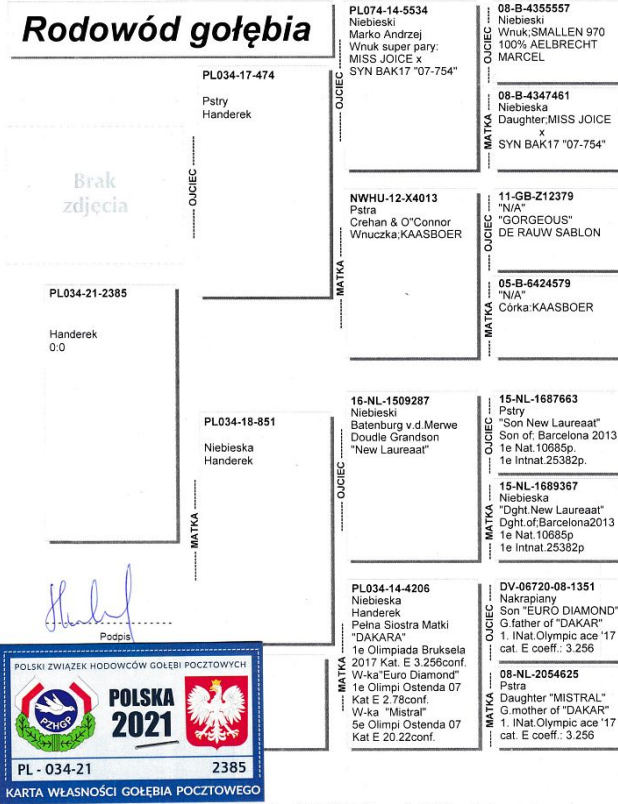 Rodowód gołębia
Brak
zdjęcia
PL034-21-2385
Handerek
0:0
Podpis
OJCIEC
PL034-17-474
Pstry
Handerek
MATKA
PL034-18-851
Niebieska
Handerek
OJCIEC
PL074-14-5534
Niebieski
Marko Andrzej
Wnuk super pary:
MISS JOICE x
SYN BAK17 "07-754"
MATKA
NWHU-12-X4013
Pstra
Crehan & O"Connor
Wnuczka;KAASBOER
OJCIEC
16-NL-1509287
Niebieski
Batenburg v.d.Merwe
Doudle Grandson
"New Laureaat"
MATKA
PL034-14-4206
Niebieska
Handerek
Pełna Siostra Matki
"DAKARA"
1e Olimpiada Bruksela
2017 Kat. E 3.256conf.
W-ka"Euro Diamond"
1e Olimpi Ostenda 07
Kat E 2.78conf.
W-ka "Mistral"
5e Olimpi Ostenda 07
Kat E 20.22conf.
OJCIEC
08-B-4355557
Niebieski
Wnuk;SMALLEN 970
100% AELBRECHT
MARCEL
MATKA
08-B-4347461
Niebieska
Daughter;MISS JOICE
x
SYN BAK17 "07-754"
OJCIEC
11-GB-Z12379
"N/A"
"GORGEOUS"
DE RAUW SABLON
MATKA
05-B-6424579
"N/A"
Córka:KAASBOER
OJCIEC
15-NL-1687663
Pstry
"Son New Laureaat"
Son of; Barcelona 2013
1e Nat.10685p.
1e Intnat.25382p.
MATKA
15-NL-1689367
Niebieska
"Dght.New Laureaat"
Dght.of;Barcelona2013
1e Nat.10685p
1e Intnat.25382p
OJCIEC
DV-06720-08-1351
Nakrapiany
Son "EURO DIAMOND"
G.father of "DAKAR"
1. INat.Olympic ace '17
cat. E coeff.: 3.256
MATKA
08-NL-2054625
Pstra
Daughter "MISTRAL"
G.mother of "DAKAR"
1. INat.Olympic ace '17
cat. E coeff.: 3.256
POLSKI ZWIĄZEK HODOWCÓW GOŁĘBI POCZTOWYCH
PZHGP
POLSKA
2021
PL - 034-21 2385
KARTA WŁASNOŚCI GOŁĘBIA POCZTOWEGO